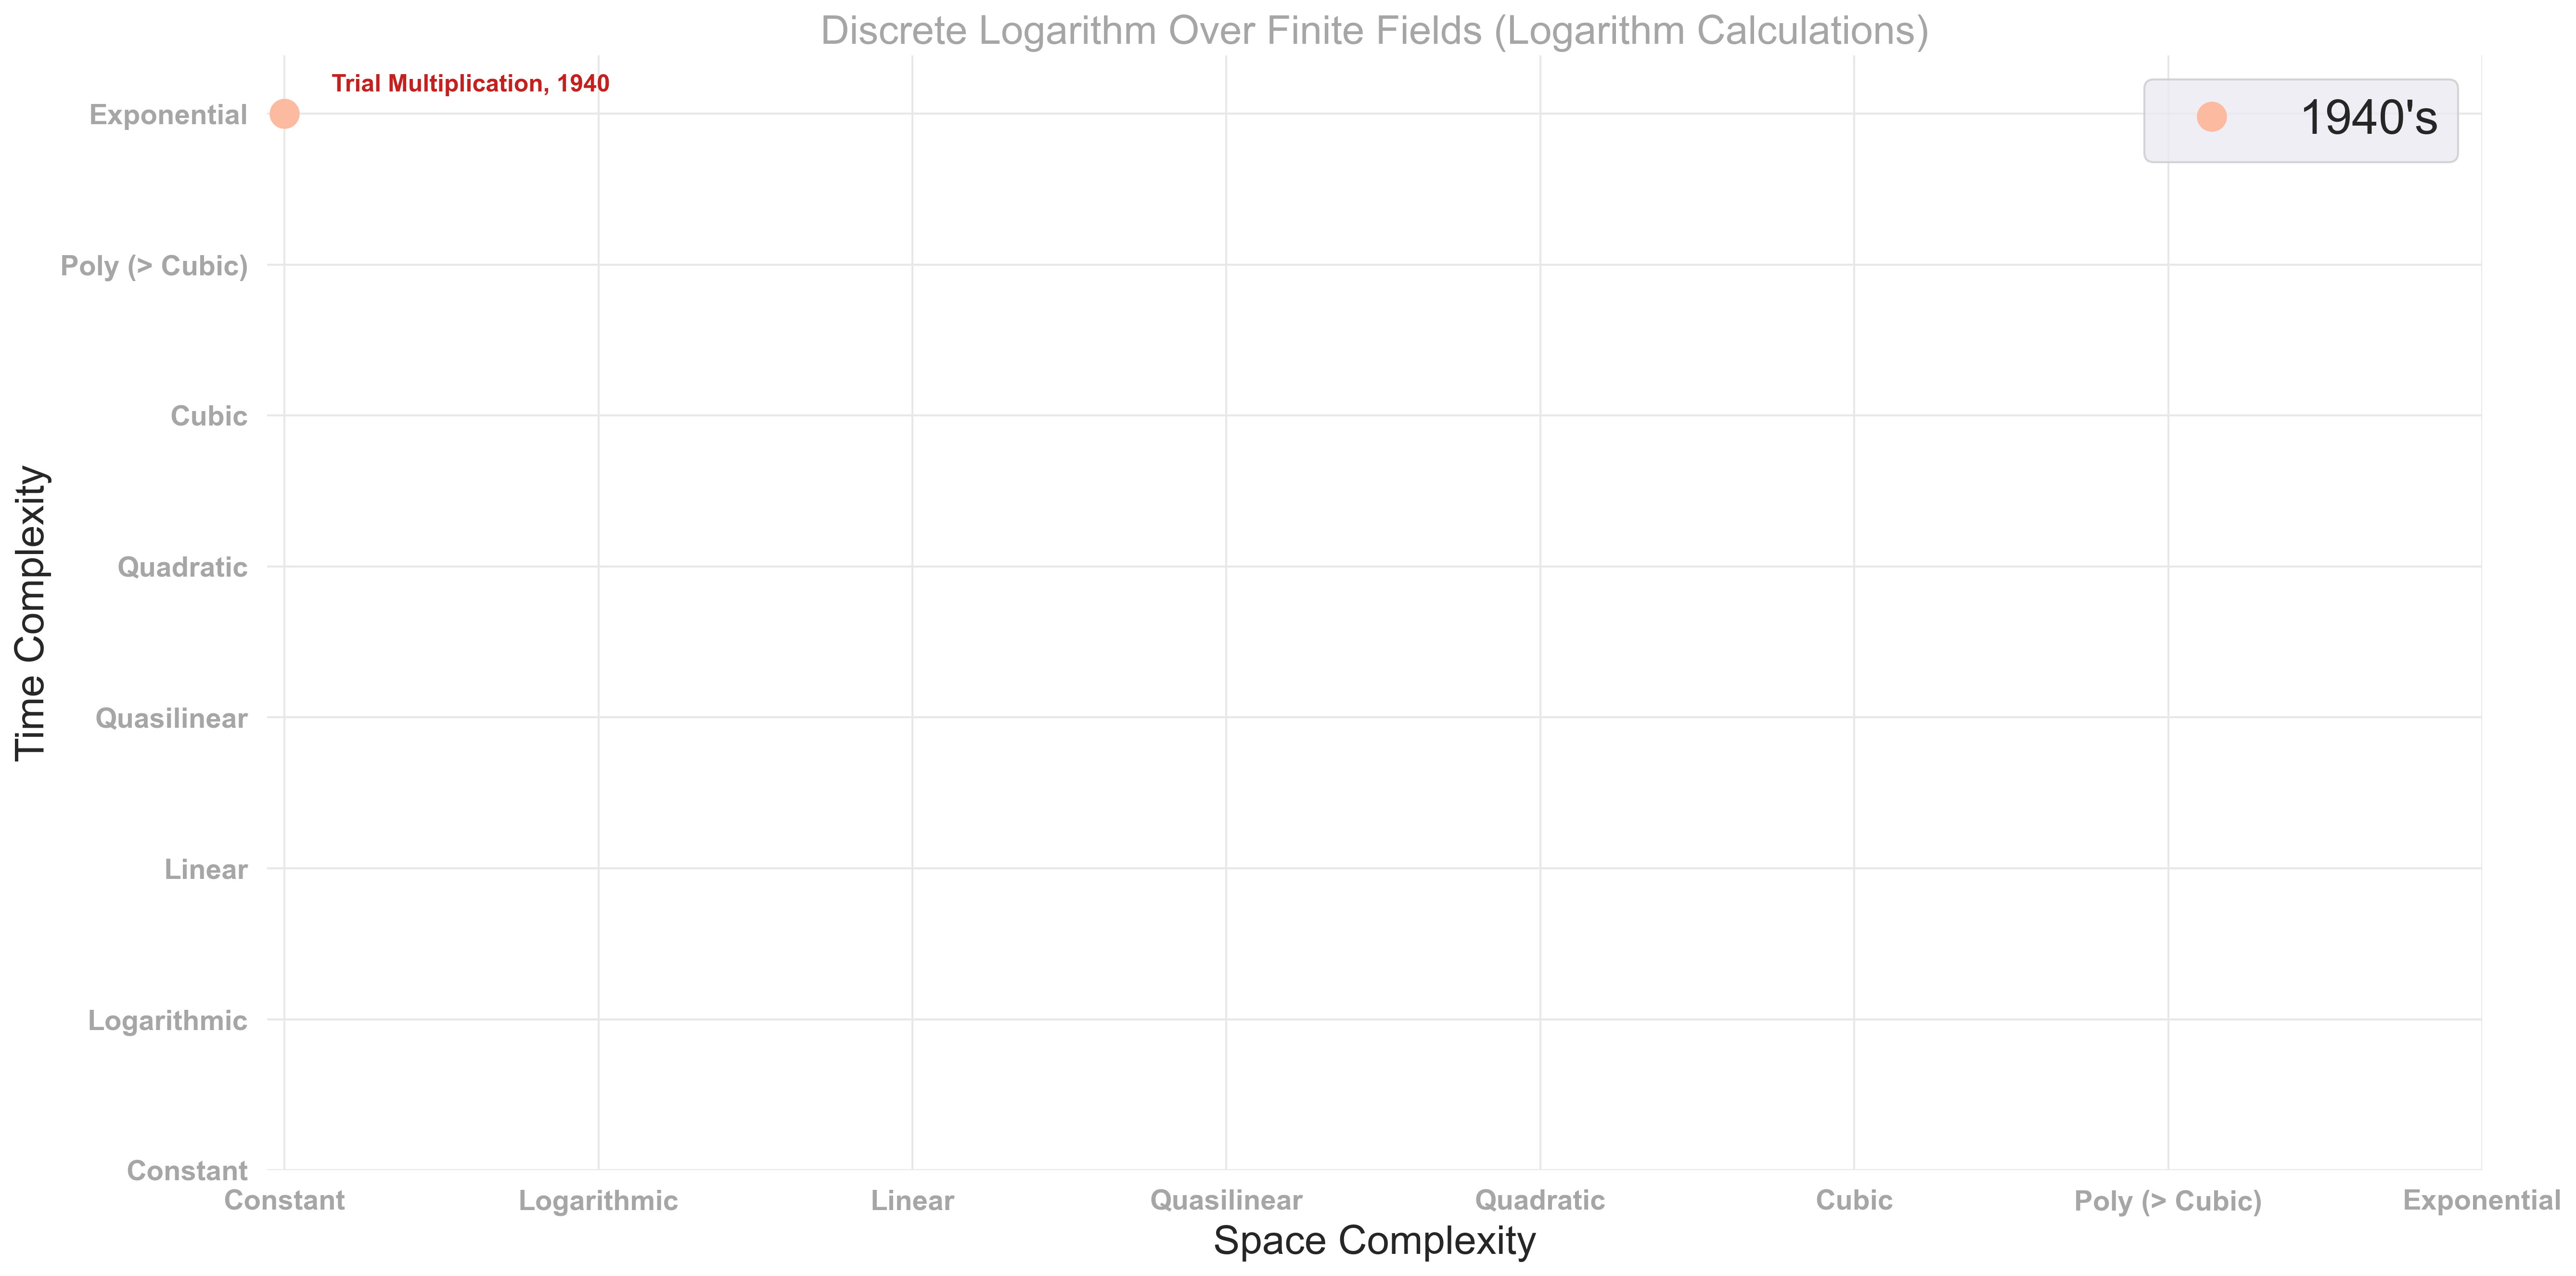 Discrete Logarithm Over Finite Fields (Logarithm Calculations)
Trial Multiplication, 1940
1940's
Time Complexity
Exponential
Poly (> Cubic)
Cubic
Quadratic
Quasilinear
Linear
Logarithmic
Constant
Constant Logarithmic Linear Quasilinear Quadratic Cubic Poly (> Cubic) Exponential
Space Complexity